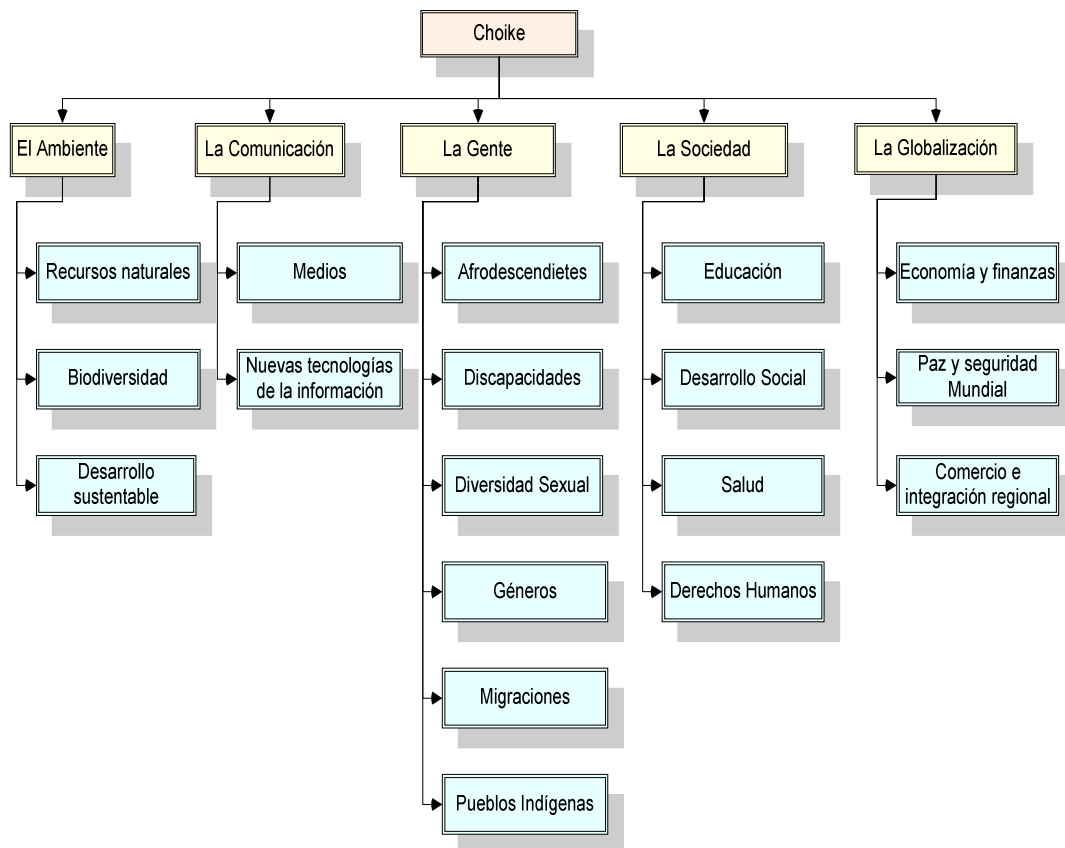 Choike
El Ambiente
La Comunicación
La Gente
La Sociedad
La Globalización
Recursos naturales
Biodiversidad
Desarrollo
sustentable
Medios
Nuevas tecnologías
de la información
Afrodescendietes
Discapacidades
Diversidad Sexual
Géneros
Migraciones
Pueblos Indígenas
Educación
Desarrollo Social
Salud
Derechos Humanos
Economía y finanzas
Paz y seguridad
Mundial
Comercio e
integración regional